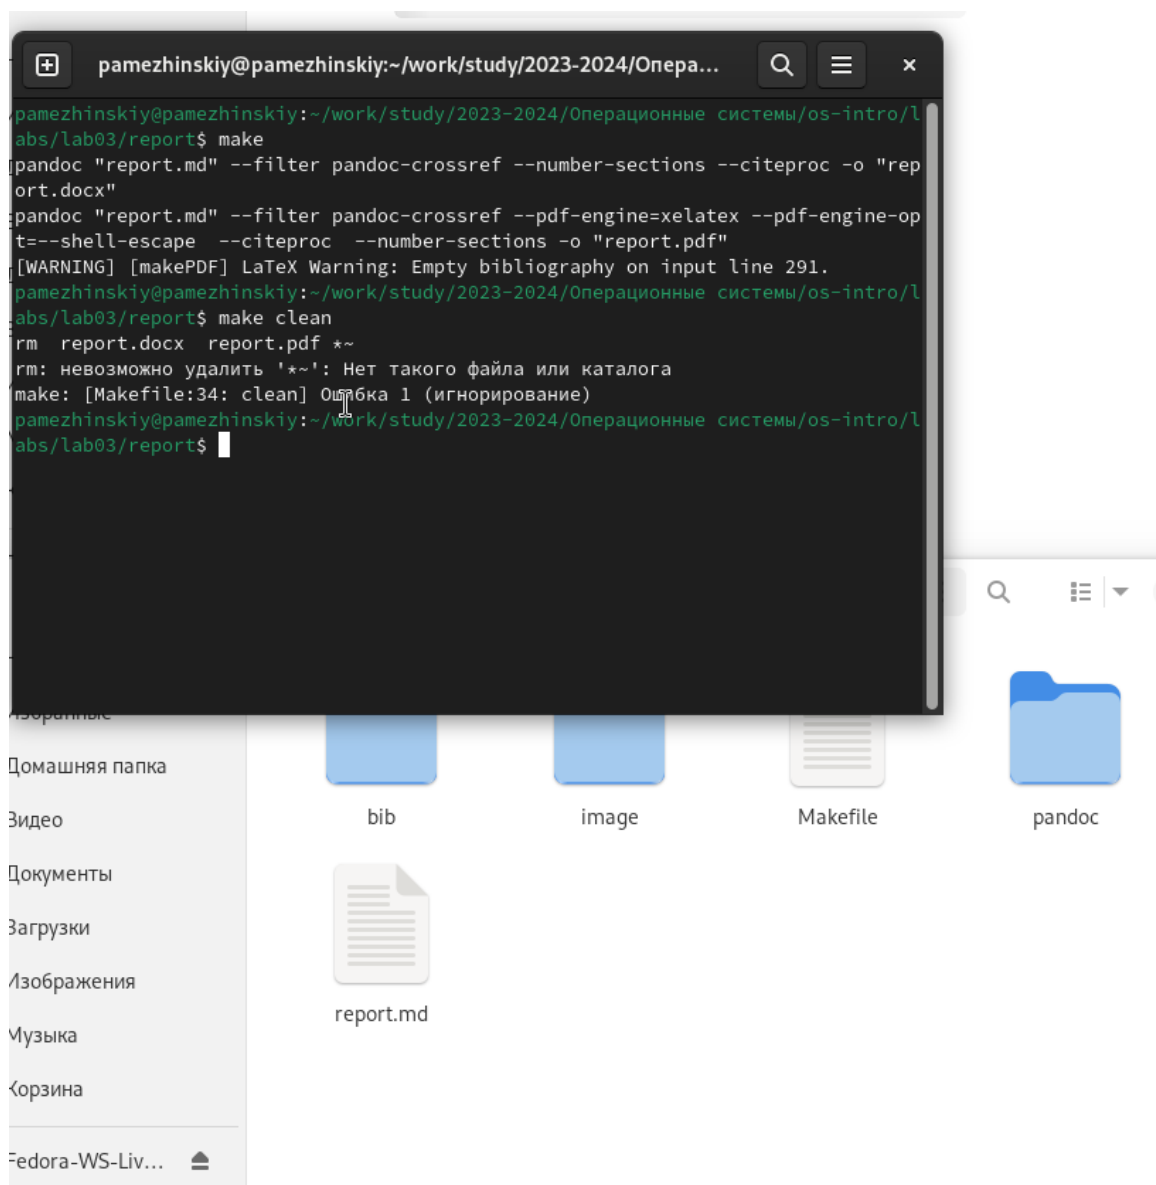 pamezhinskiy@pamezhinskiy:~/work/study/2023-2024/Опера...
pamezhinskiy@pamezhinskiy:~/work/study/2023-2024/Операционные системы/os-intro/l
abs/lab03/report$ make
pandoc "report.md" --filter pandoc-crossref --number-sections --citeproc -o "rep
ort.docx"
pandoc "report.md" --filter pandoc-crossref --pdf-engine=xelatex --pdf-engine-op
t=--shell-escape  --citeproc  --number-sections -o "report.pdf"
[WARNING] [makePDF] LaTeX Warning: Empty bibliography on input line 291.
pamezhinskiy@pamezhinskiy:~/work/study/2023-2024/Операционные системы/os-intro/l
abs/lab03/report$ make clean
rm  report.docx  report.pdf *~
rm: невозможно удалить '*~': Нет такого файла или каталога
make: [Makefile:34: clean] Ошибка 1 (игнорирование)
pamezhinskiy@pamezhinskiy:~/work/study/2023-2024/Операционные системы/os-intro/l
abs/lab03/report$
Избранные
Домашняя папка
bib
image
Makefile
pandoc
Видео
Документы
Загрузки
Изображения
report.md
Музыка
Корзина
Fedora-WS-Liv...